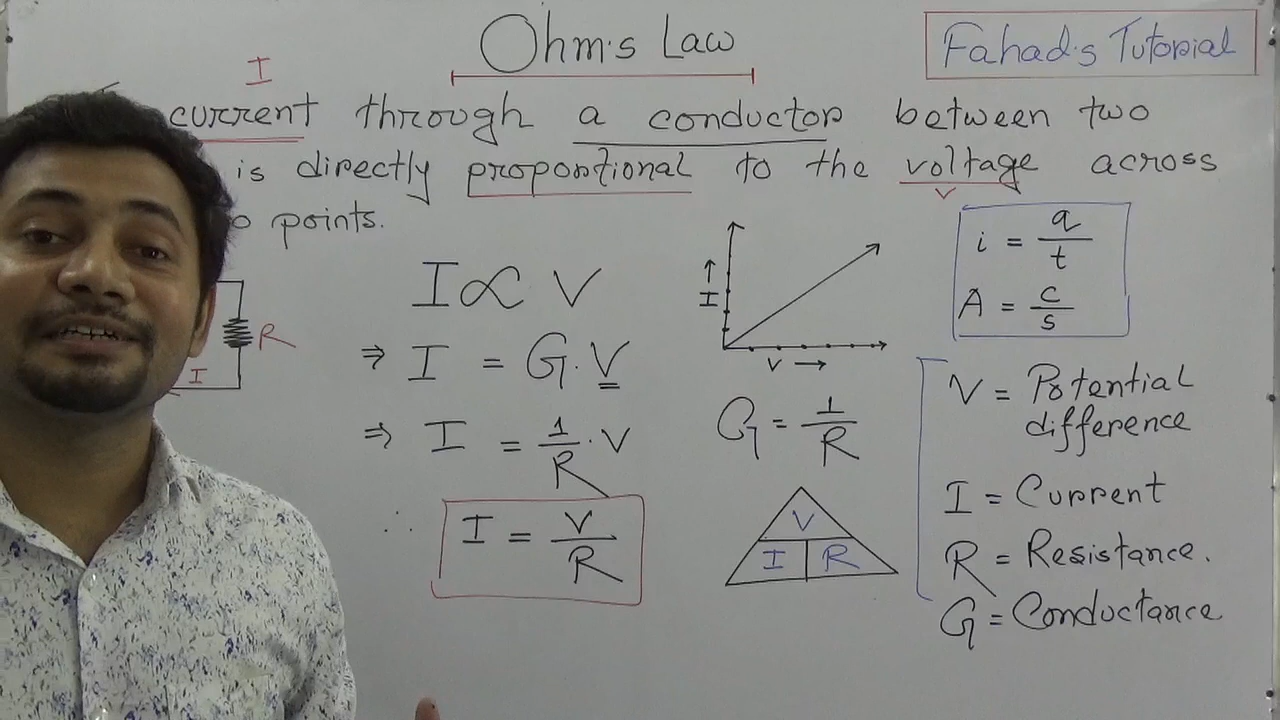 Ohm's Law
Fahad's Tutorial
I
current through a conductor between two
is directly proportional to the voltage across
V
points.
R
I
I ∝ V
⇒ I = G·V
⇒ I = 1/R · V
∴ I = V/R
I →
V →
G = 1/R
V
I R
i = q/t
A = c/s
V = Potential
difference
I = Current
R = Resistance.
G = Conductance